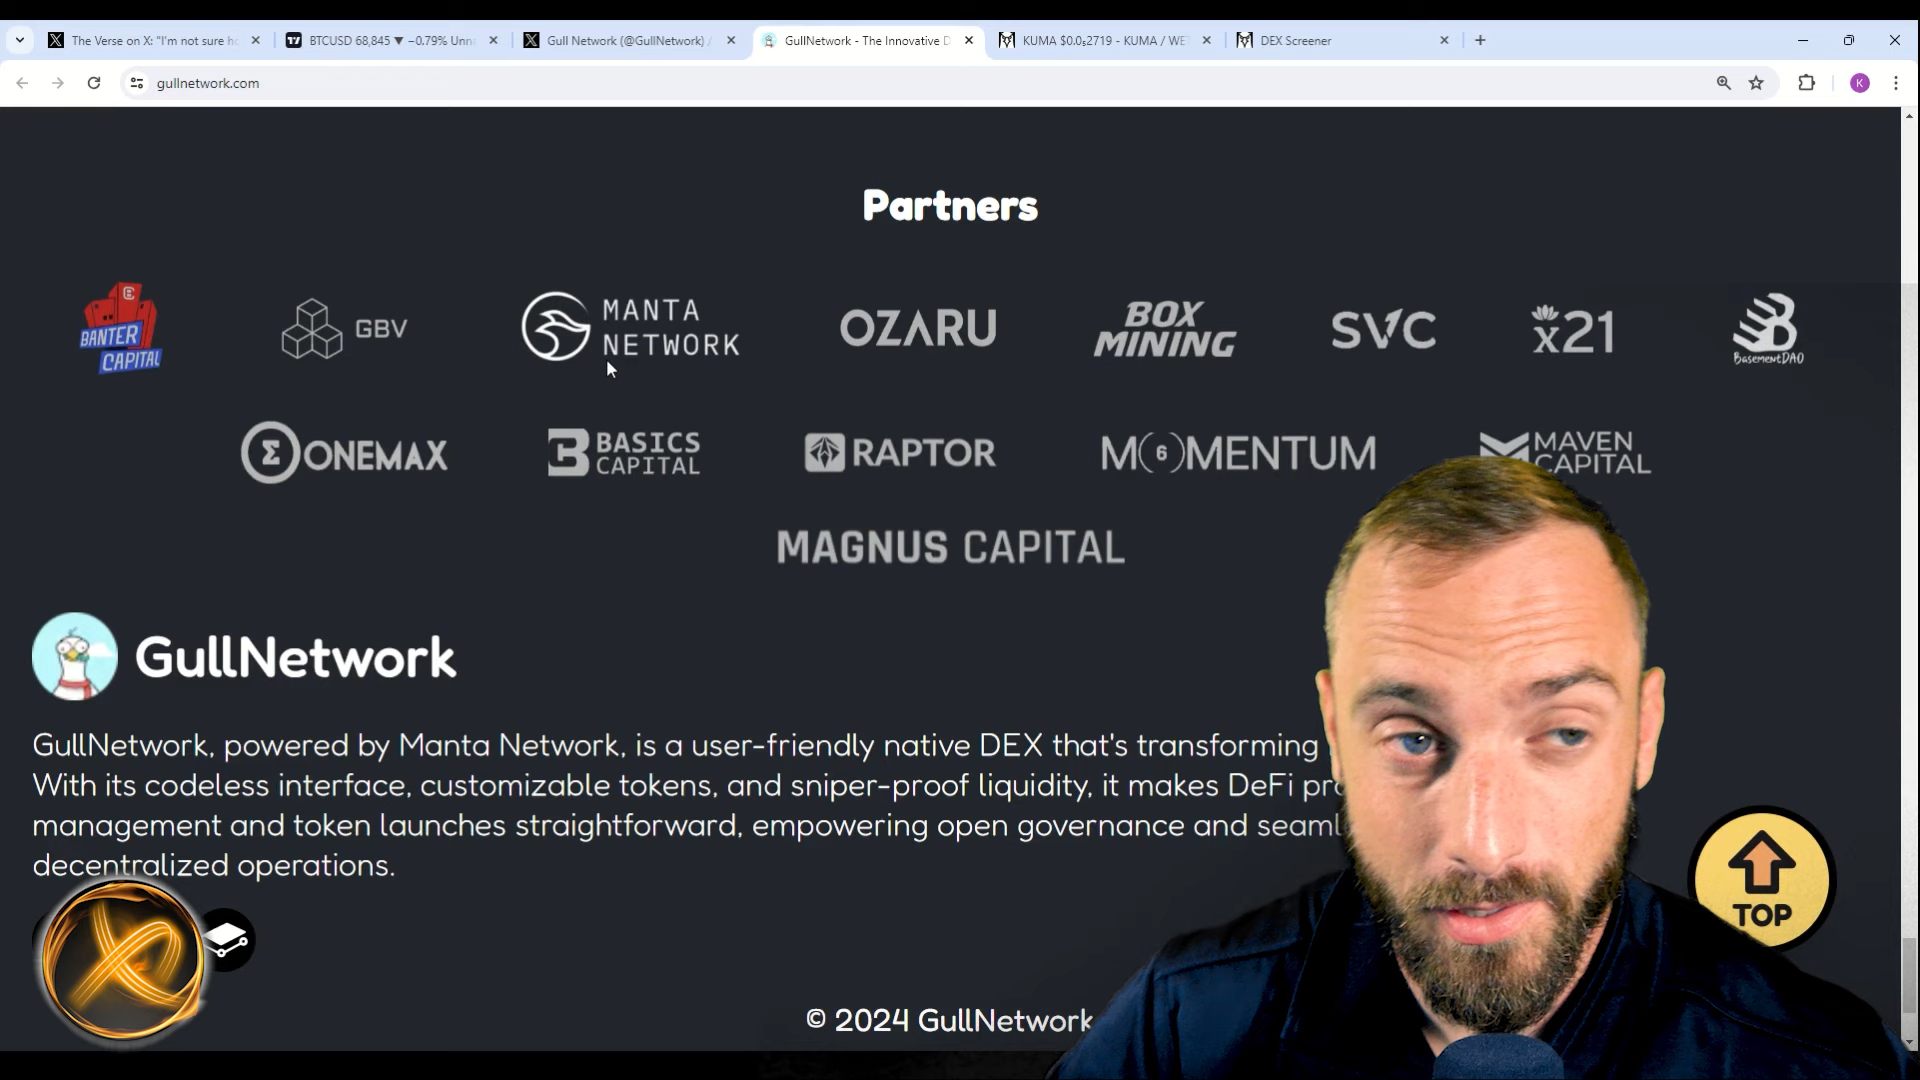 The Verse on X: "I'm not sure h
BTCUSD 68,845 ▼ −0.79% Unn
Gull Network (@GullNetwork) /
GullNetwork - The Innovative D
KUMA $0.0₅2719 - KUMA / WE
DEX Screener
gullnetwork.com
K
Partners
BANTER CAPITAL
GBV
MANTA NETWORK
OZARU
BOX MINING
SVC
x21
BasementDAO
ONEMAX
BASICS CAPITAL
RAPTOR
M(6)MENTUM
MAVEN CAPITAL
MAGNUS CAPITAL
GullNetwork
GullNetwork, powered by Manta Network, is a user-friendly native DEX that's transforming
With its codeless interface, customizable tokens, and sniper-proof liquidity, it makes DeFi pr
management and token launches straightforward, empowering open governance and seaml
decentralized operations.
TOP
© 2024 GullNetwork